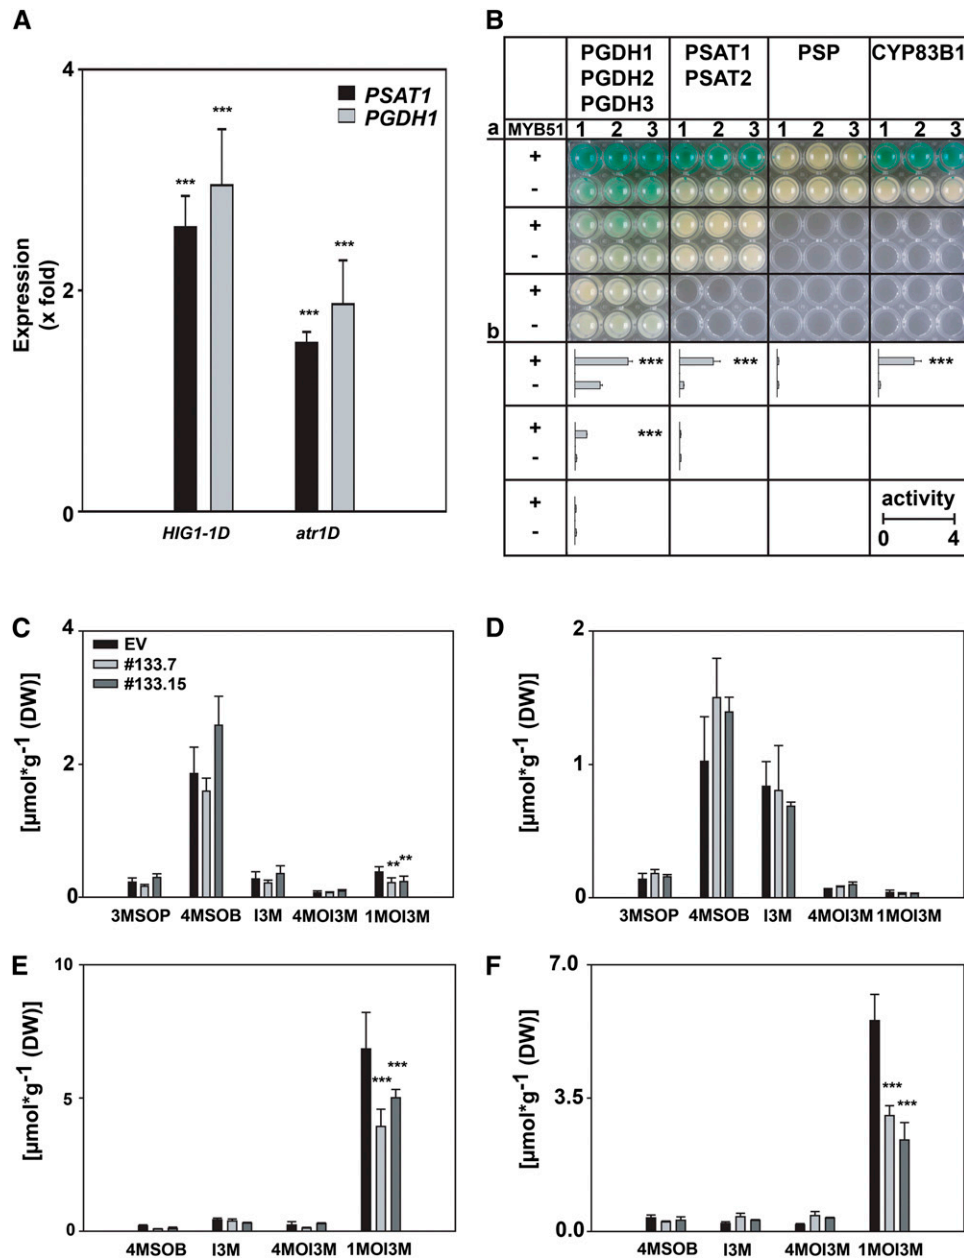 A
4
2
0
Expression
(x fold)
PSAT1
PGDH1
***
***
***
***
HIG1-1D
atr1D
B
PGDH1
PGDH2
PGDH3
PSAT1
PSAT2
PSP
CYP83B1
a
MYB51
1 2 3
1 2 3
1 2 3
1 2 3
+
-
+
-
+
-
b
+
***
***
***
-
+
***
-
+
-
activity
0 4
C
4
2
0
[µmol*g-1 (DW)]
EV
#133.7
#133.15
**
**
3MSOP 4MSOB I3M 4MOI3M 1MOI3M
D
2
1
0
[µmol*g-1 (DW)]
3MSOP 4MSOB I3M 4MOI3M 1MOI3M
E
10
5
0
[µmol*g-1 (DW)]
***
***
4MSOB I3M 4MOI3M 1MOI3M
F
7.0
3.5
0.0
[µmol*g-1 (DW)]
***
***
4MSOB I3M 4MOI3M 1MOI3M